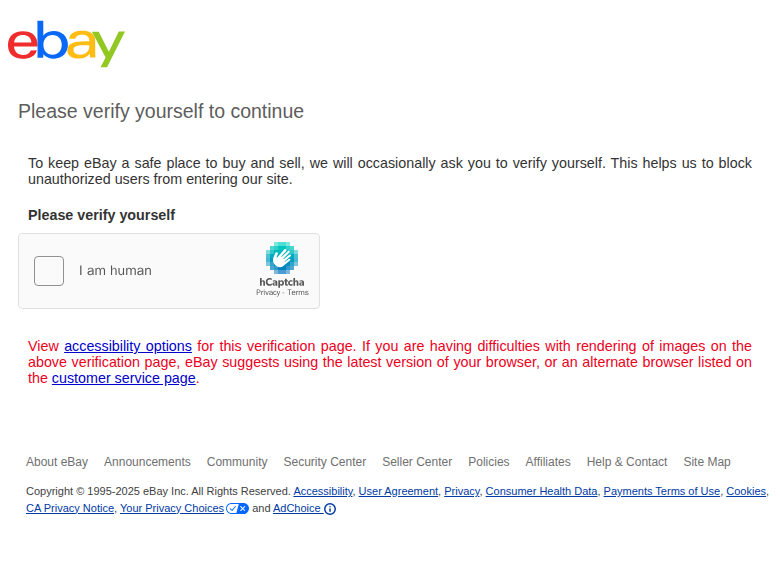 ebay
Please verify yourself to continue
To keep eBay a safe place to buy and sell, we will occasionally ask you to verify yourself. This helps us to block
unauthorized users from entering our site.
Please verify yourself
I am human
hCaptcha
Privacy - Terms
View accessibility options for this verification page. If you are having difficulties with rendering of images on the
above verification page, eBay suggests using the latest version of your browser, or an alternate browser listed on
the customer service page.
About eBay Announcements Community Security Center Seller Center Policies Affiliates Help & Contact Site Map
Copyright © 1995-2025 eBay Inc. All Rights Reserved. Accessibility, User Agreement, Privacy, Consumer Health Data, Payments Terms of Use, Cookies,
CA Privacy Notice, Your Privacy Choices and AdChoice